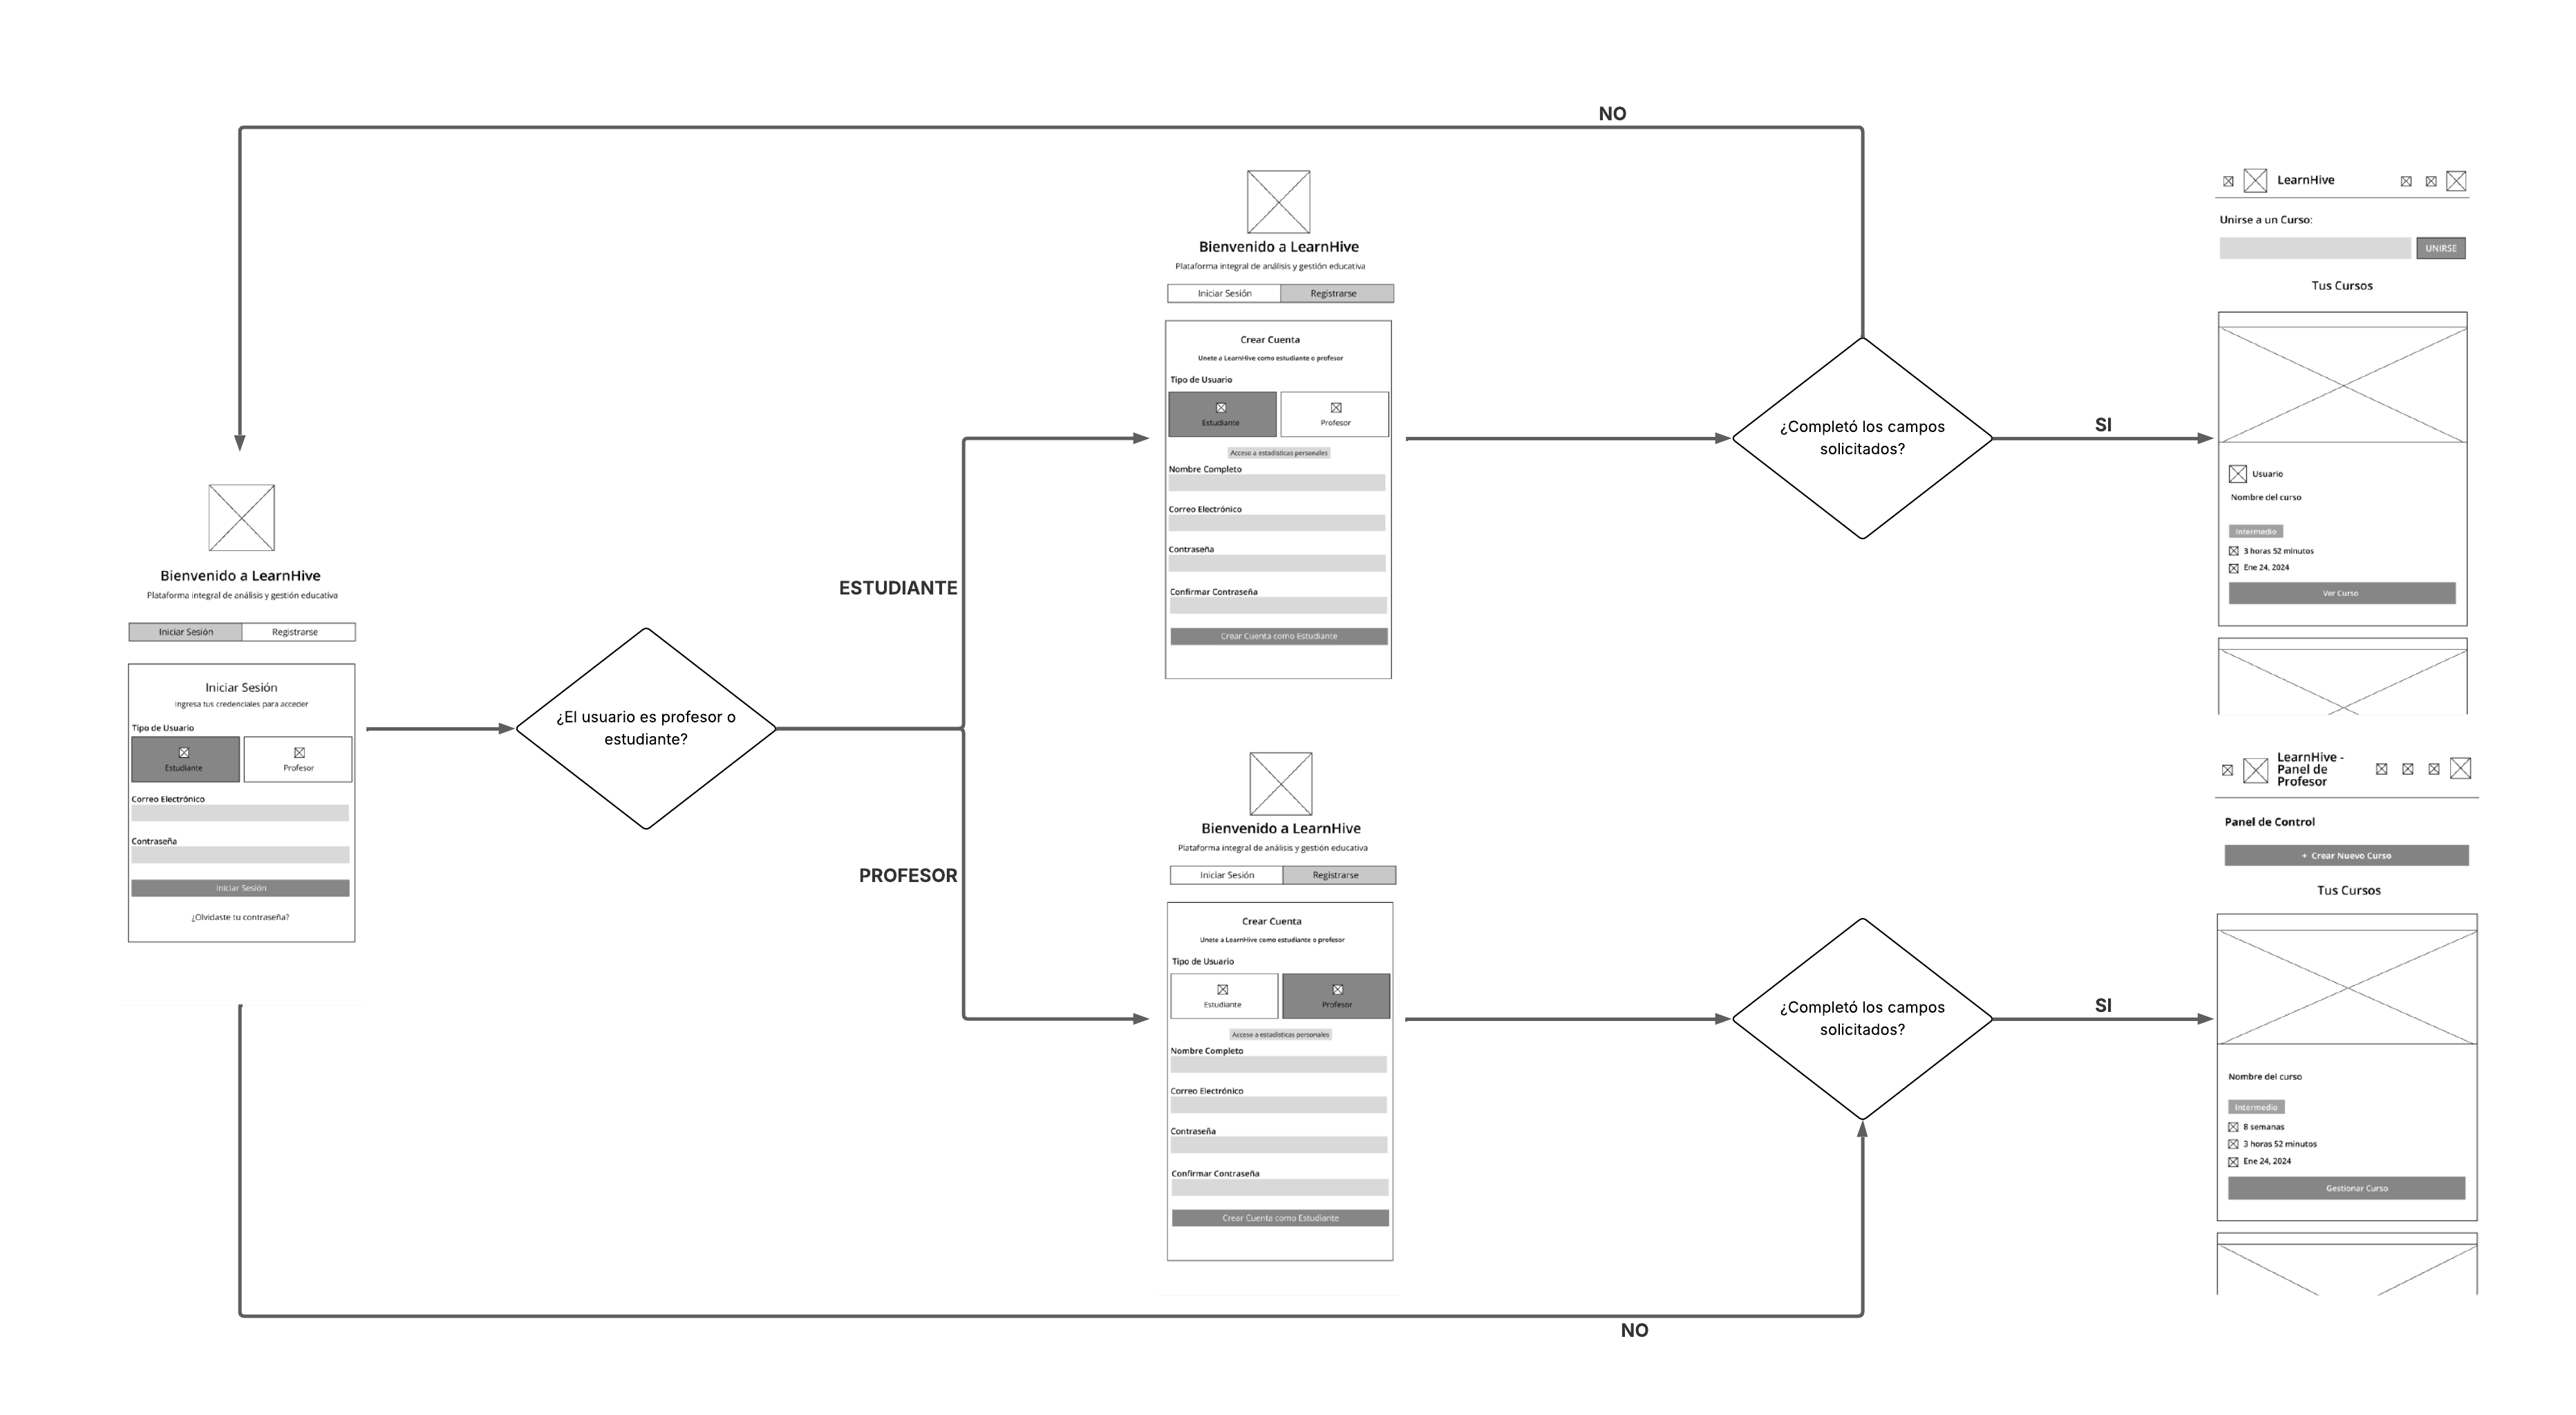 NO
Bienvenido a LearnHive
Plataforma integral de análisis y gestión educativa
Iniciar Sesión
Registrarse
Iniciar Sesión
Ingresa tus credenciales para acceder
Tipo de Usuario
Estudiante
Profesor
Correo Electrónico
Contraseña
Iniciar Sesión
¿Olvidaste tu contraseña?
¿El usuario es profesor o
estudiante?
ESTUDIANTE
PROFESOR
Bienvenido a LearnHive
Plataforma integral de análisis y gestión educativa
Iniciar Sesión
Registrarse
Crear Cuenta
Unete a LearnHive como estudiante o profesor
Tipo de Usuario
Estudiante
Profesor
Acceso a estadisticas personales
Nombre Completo
Correo Electrónico
Contraseña
Confirmar Contraseña
Crear Cuenta como Estudiante
¿Completó los campos
solicitados?
SI
LearnHive
Unirse a un Curso:
UNIRSE
Tus Cursos
Usuario
Nombre del curso
Intermedio
3 horas 52 minutos
Ene 24, 2024
Ver Curso
Bienvenido a LearnHive
Plataforma integral de análisis y gestión educativa
Iniciar Sesión
Registrarse
Crear Cuenta
Unete a LearnHive como estudiante o profesor
Tipo de Usuario
Estudiante
Profesor
Acceso a estadisticas personales
Nombre Completo
Correo Electrónico
Contraseña
Confirmar Contraseña
Crear Cuenta como Estudiante
¿Completó los campos
solicitados?
SI
LearnHive -
Panel de
Profesor
Panel de Control
+ Crear Nuevo Curso
Tus Cursos
Nombre del curso
Intermedio
8 semanas
3 horas 52 minutos
Ene 24, 2024
Gestionar Curso
NO